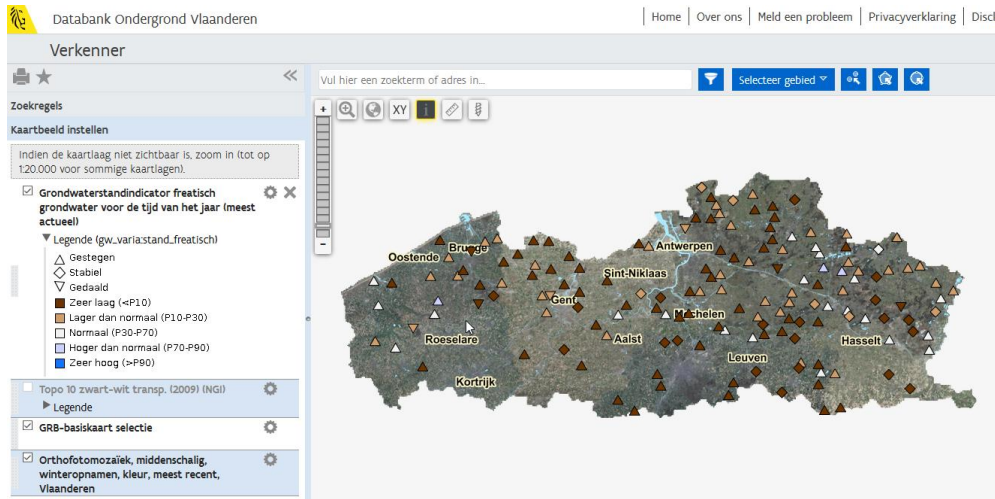 Databank Ondergrond Vlaanderen
Home Over ons Meld een probleem Privacyverklaring
Verkenner
Vul hier een zoekterm of adres in...
Selecteer gebied
Zoekregels
Kaartbeeld instellen
XY
Indien de kaartlaag niet zichtbaar is, zoom in (tot op
1:20.000 voor sommige kaartlagen).
Grondwaterstandindicator freatisch
grondwater voor de tijd van het jaar (meest
actueel)
Legende (gw_varia:stand_freatisch)
Gestegen
Stabiel
Gedaald
Zeer laag (<P10)
Lager dan normaal (P10-P30)
Normaal (P30-P70)
Hoger dan normaal (P70-P90)
Zeer hoog (>P90)
Topo 10 zwart-wit transp. (2009) (NGI)
Legende
GRB-basiskaart selectie
Orthofotomozaïek, middenschalig,
winteropnamen, kleur, meest recent,
Vlaanderen
Brugge
Antwerpen
Oostende
Sint-Niklaas
Gent
Mechelen
Roeselare
Aalst
Hasselt
Leuven
Kortrijk